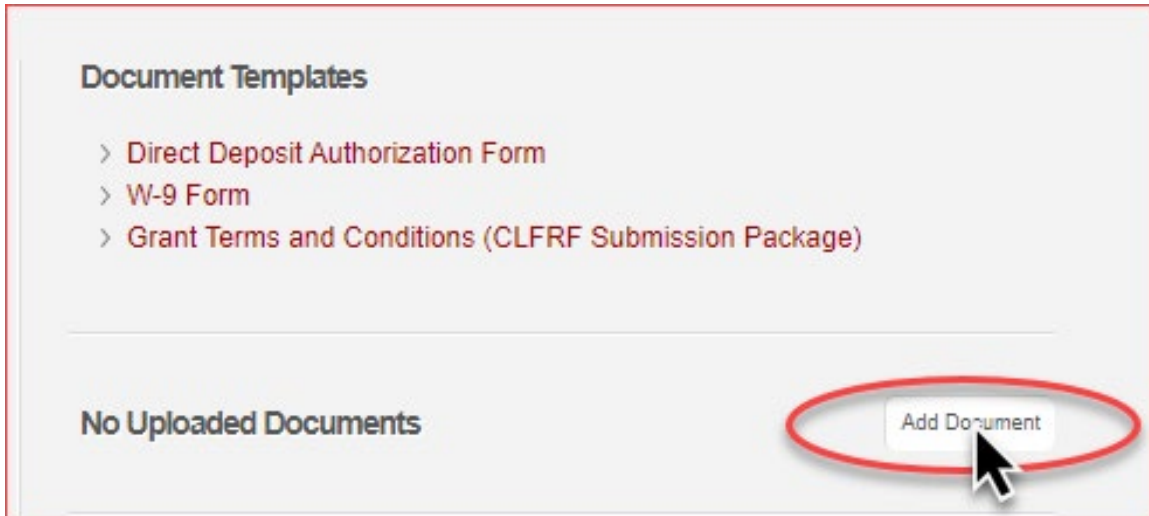 Document Templates
Direct Deposit Authorization Form
W-9 Form
Grant Terms and Conditions (CLFRF Submission Package)
No Uploaded Documents
Add Document